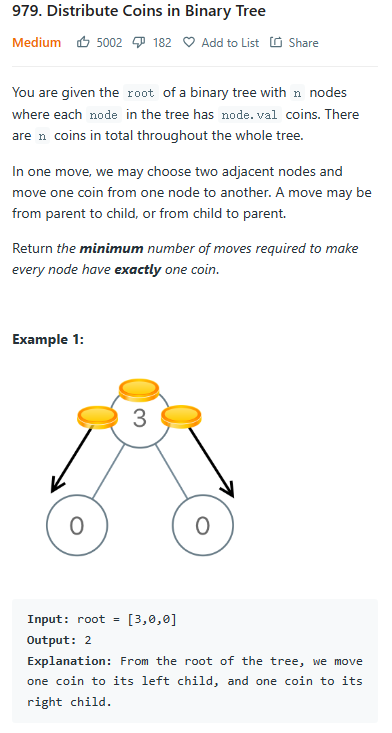 979. Distribute Coins in Binary Tree
Medium 5002 182 Add to List Share
You are given the root of a binary tree with n nodes
where each node in the tree has node.val coins. There
are n coins in total throughout the whole tree.
In one move, we may choose two adjacent nodes and
move one coin from one node to another. A move may be
from parent to child, or from child to parent.
Return the minimum number of moves required to make
every node have exactly one coin.
Example 1:
3
0 0
Input: root = [3,0,0]
Output: 2
Explanation: From the root of the tree, we move
one coin to its left child, and one coin to its
right child.